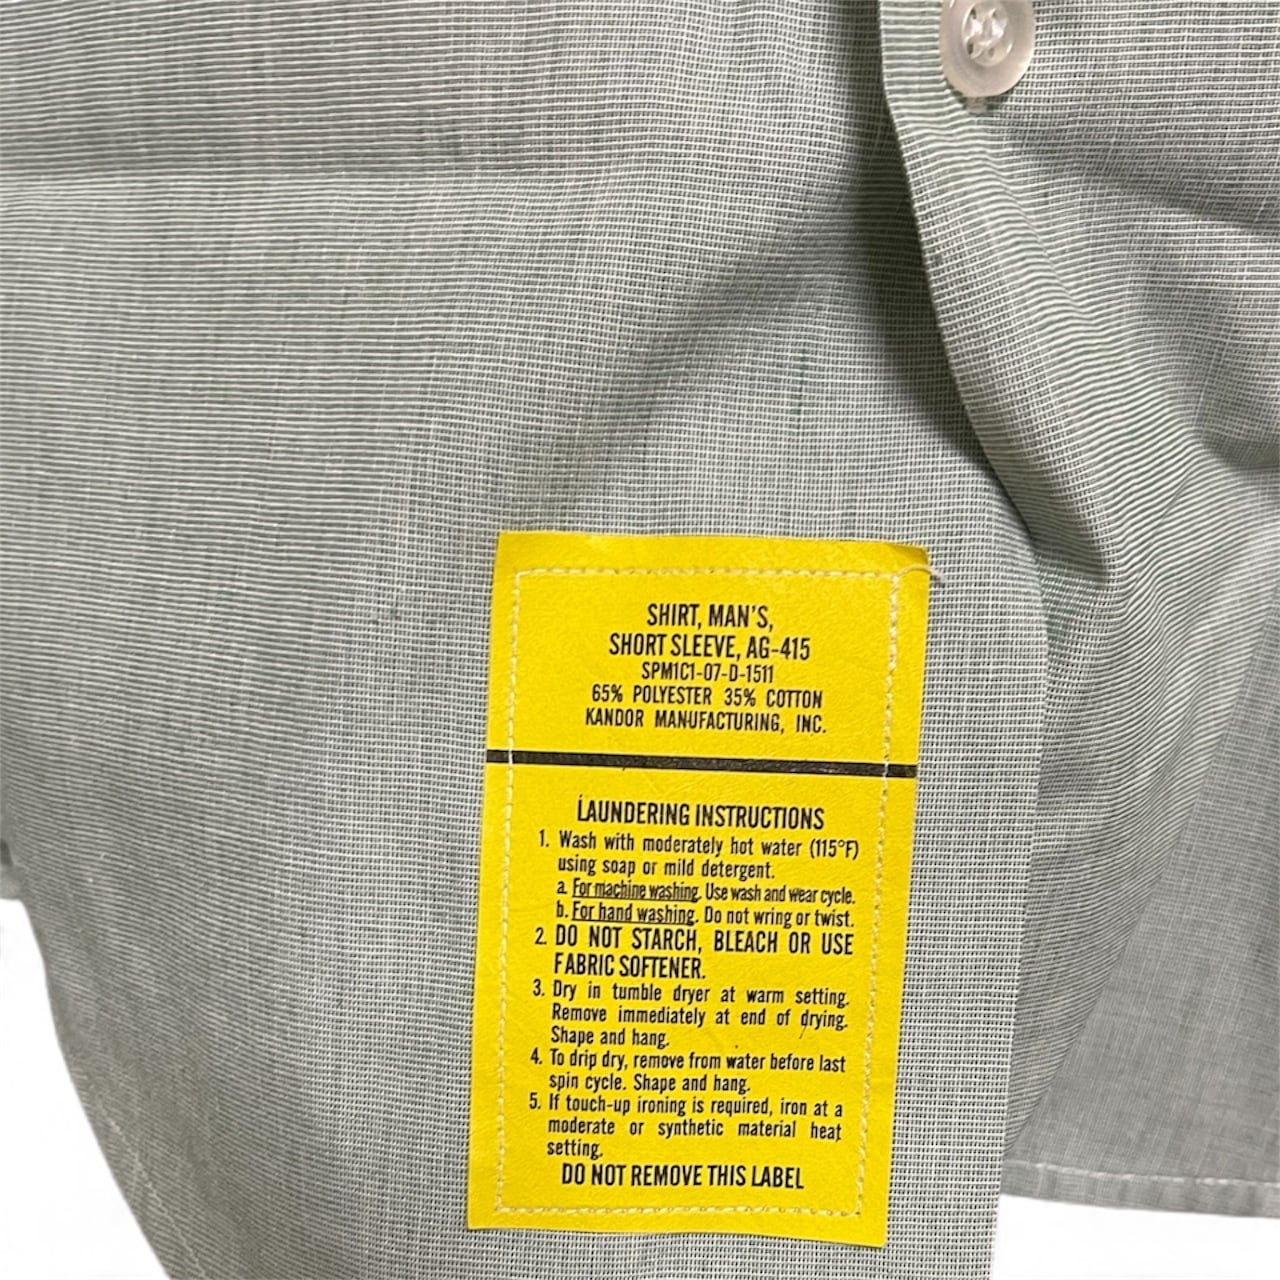 SHIRT, MAN'S,
SHORT SLEEVE, AG-415
SPM1C1-07-D-1511
65% POLYESTER 35% COTTON
KANDOR MANUFACTURING, INC.
LAUNDERING INSTRUCTIONS
1. Wash with moderately hot water (115°F)
using soap or mild detergent.
a. For machine washing. Use wash and wear cycle.
b. For hand washing. Do not wring or twist.
2. DO NOT STARCH, BLEACH OR USE
FABRIC SOFTENER.
3. Dry in tumble dryer at warm setting.
Remove immediately at end of drying.
Shape and hang.
4. To drip dry, remove from water before last
spin cycle. Shape and hang.
5. If touch-up ironing is required, iron at a
moderate or synthetic material heat
setting.
DO NOT REMOVE THIS LABEL